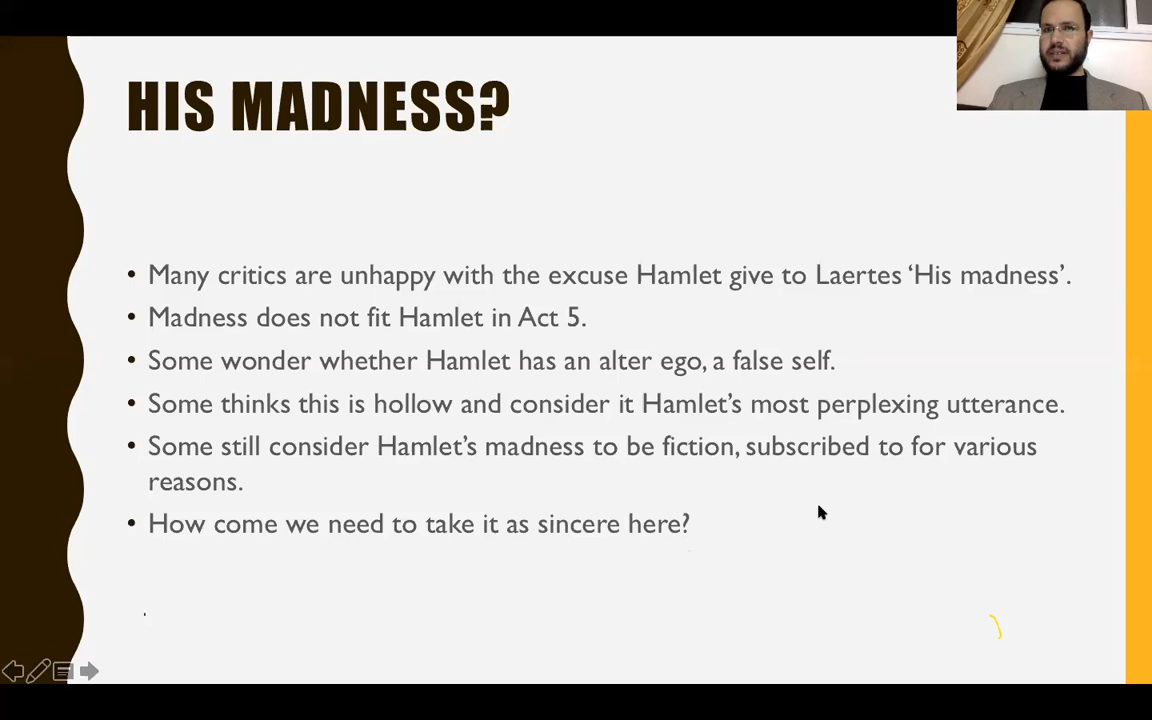 HIS MADNESS?
• Many critics are unhappy with the excuse Hamlet give to Laertes ‘His madness’.
• Madness does not fit Hamlet in Act 5.
• Some wonder whether Hamlet has an alter ego, a false self.
• Some thinks this is hollow and consider it Hamlet’s most perplexing utterance.
• Some still consider Hamlet’s madness to be fiction, subscribed to for various
reasons.
• How come we need to take it as sincere here?